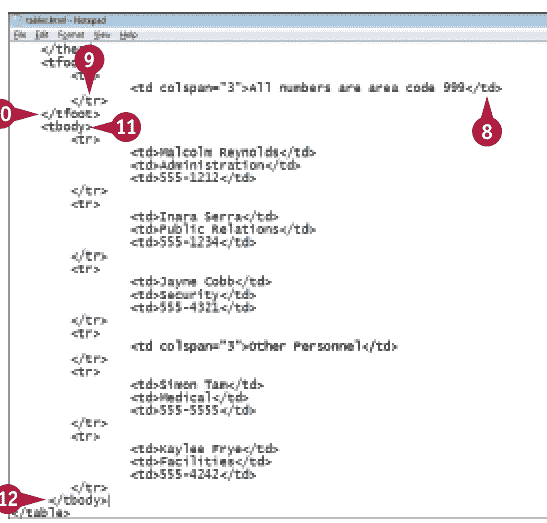 tables.html - Notepad
File Edit Format View Help
</thead>
<tfoot>
9
<tr>
<td colspan="3">All numbers are area code 999</td>
</tr>
8
0
</tfoot>
<tbody>
11
<tr>
<td>Malcolm Reynolds</td>
<td>Administration</td>
<td>555-1212</td>
</tr>
<tr>
<td>Inara Serra</td>
<td>Public Relations</td>
<td>555-1234</td>
</tr>
<tr>
<td>Jayne Cobb</td>
<td>Security</td>
<td>555-4321</td>
</tr>
<tr>
<td colspan="3">Other Personnel</td>
</tr>
<tr>
<td>Simon Tam</td>
<td>Medical</td>
<td>555-5555</td>
</tr>
<tr>
<td>Kaylee Frye</td>
<td>Facilities</td>
<td>555-4242</td>
</tr>
12
</tbody>
</table>